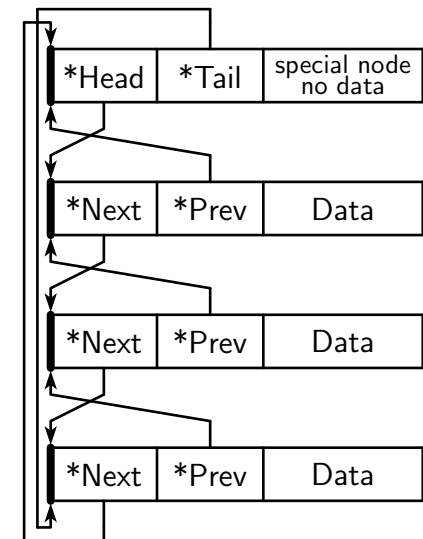 *Head *Tail special node
no data
*Next *Prev Data
*Next *Prev Data
*Next *Prev Data